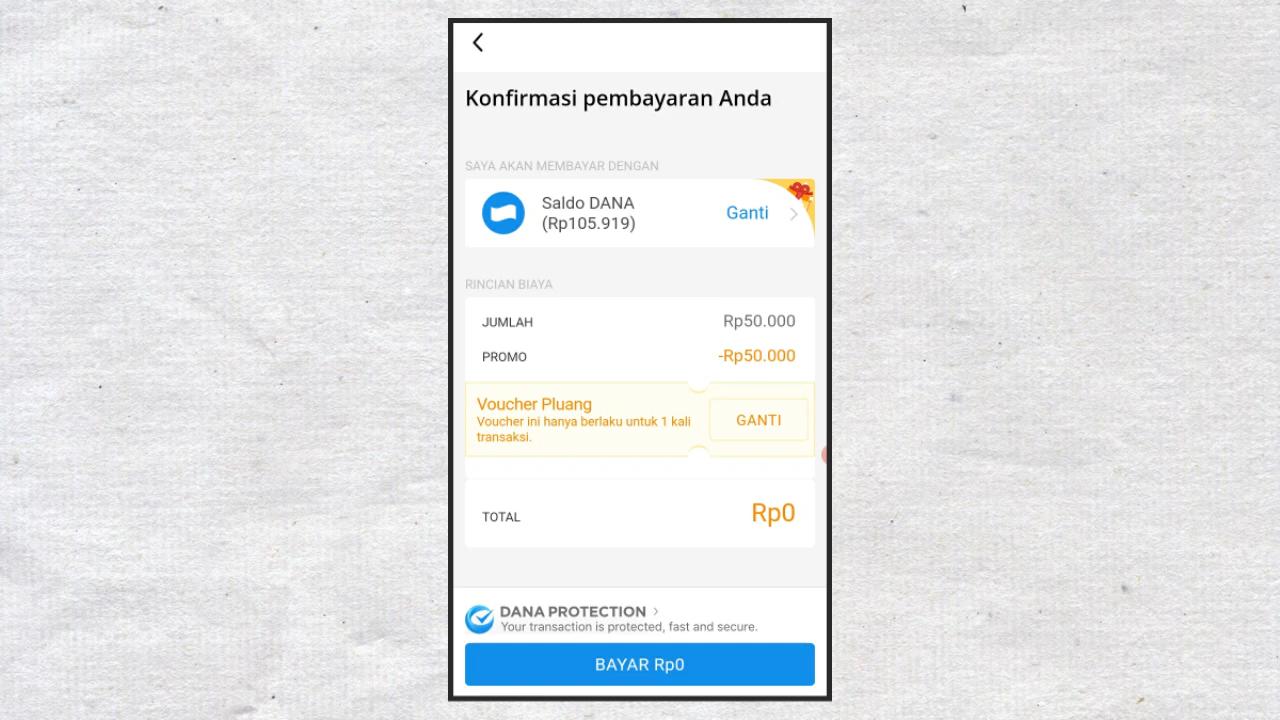 Konfirmasi pembayaran Anda
SAYA AKAN MEMBAYAR DENGAN
Saldo DANA
(Rp105.919)
Ganti
RINCIAN BIAYA
JUMLAH Rp50.000
PROMO -Rp50.000
Voucher Pluang
Voucher ini hanya berlaku untuk 1 kali
transaksi.
GANTI
TOTAL Rp0
DANA PROTECTION
Your transaction is protected, fast and secure.
BAYAR Rp0